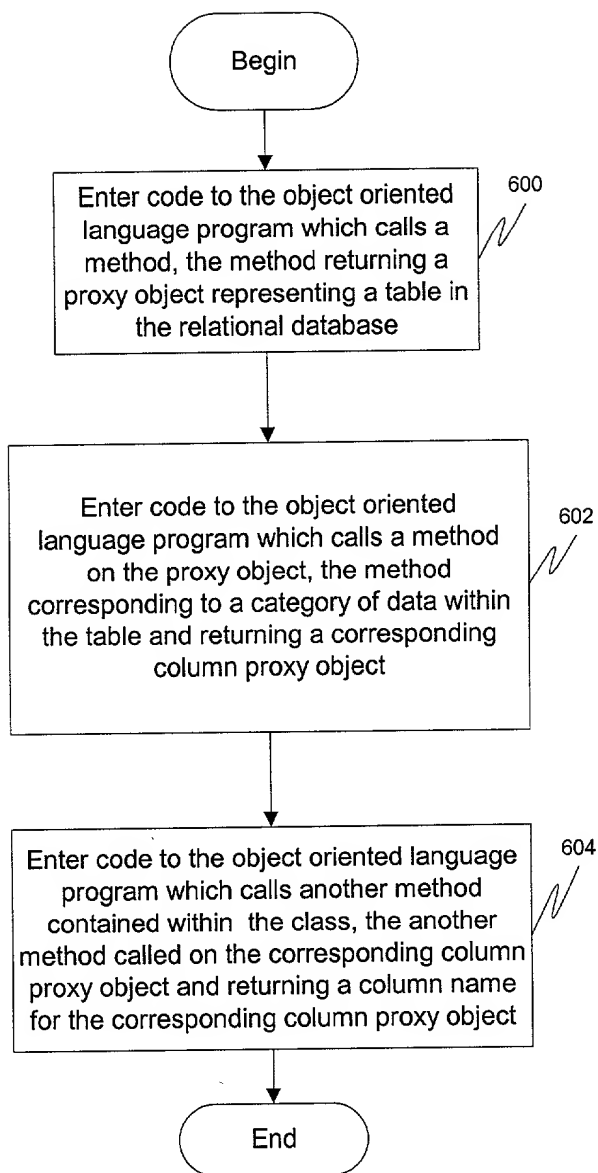 Begin
Enter code to the object oriented
language program which calls a
method, the method returning a
proxy object representing a table in
the relational database
600
Enter code to the object oriented
language program which calls a method
on the proxy object, the method
corresponding to a category of data within
the table and returning a corresponding
column proxy object
602
Enter code to the object oriented language
program which calls another method
contained within the class, the another
method called on the corresponding column
proxy object and returning a column name
for the corresponding column proxy object
604
End